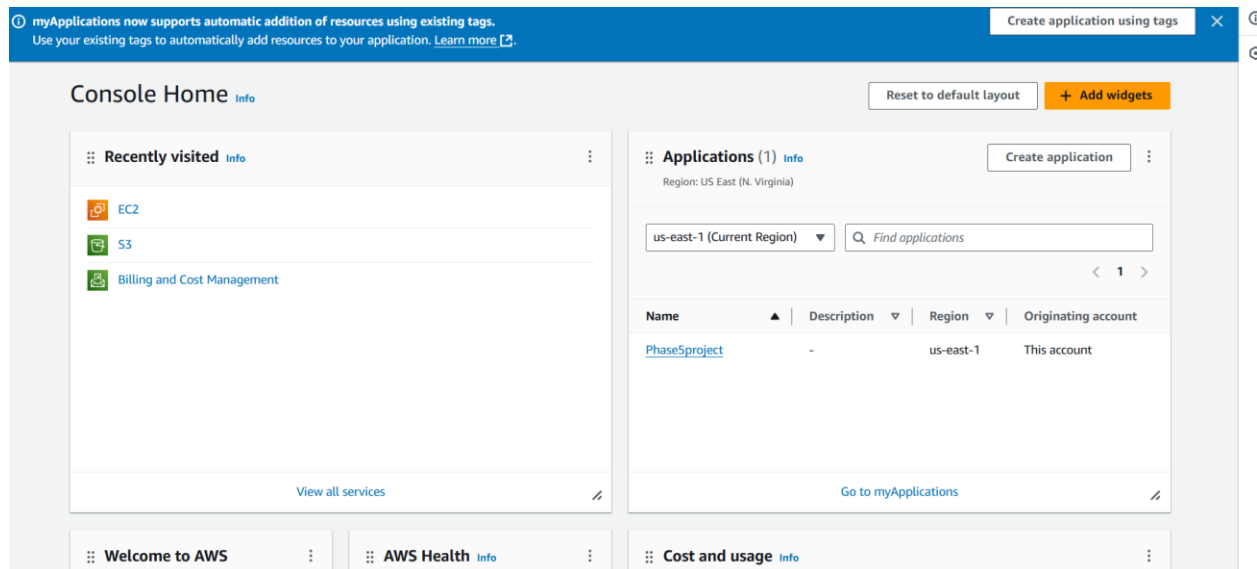 myApplications now supports automatic addition of resources using existing tags.
Use your existing tags to automatically add resources to your application. Learn more.
Create application using tags
Console Home Info
Reset to default layout
+ Add widgets
Recently visited Info
EC2
S3
Billing and Cost Management
View all services
Applications (1) Info
Region: US East (N. Virginia)
Create application
us-east-1 (Current Region)
Find applications
1
Name Description Region Originating account
Phase5project - us-east-1 This account
Go to myApplications
Welcome to AWS
AWS Health Info
Cost and usage Info